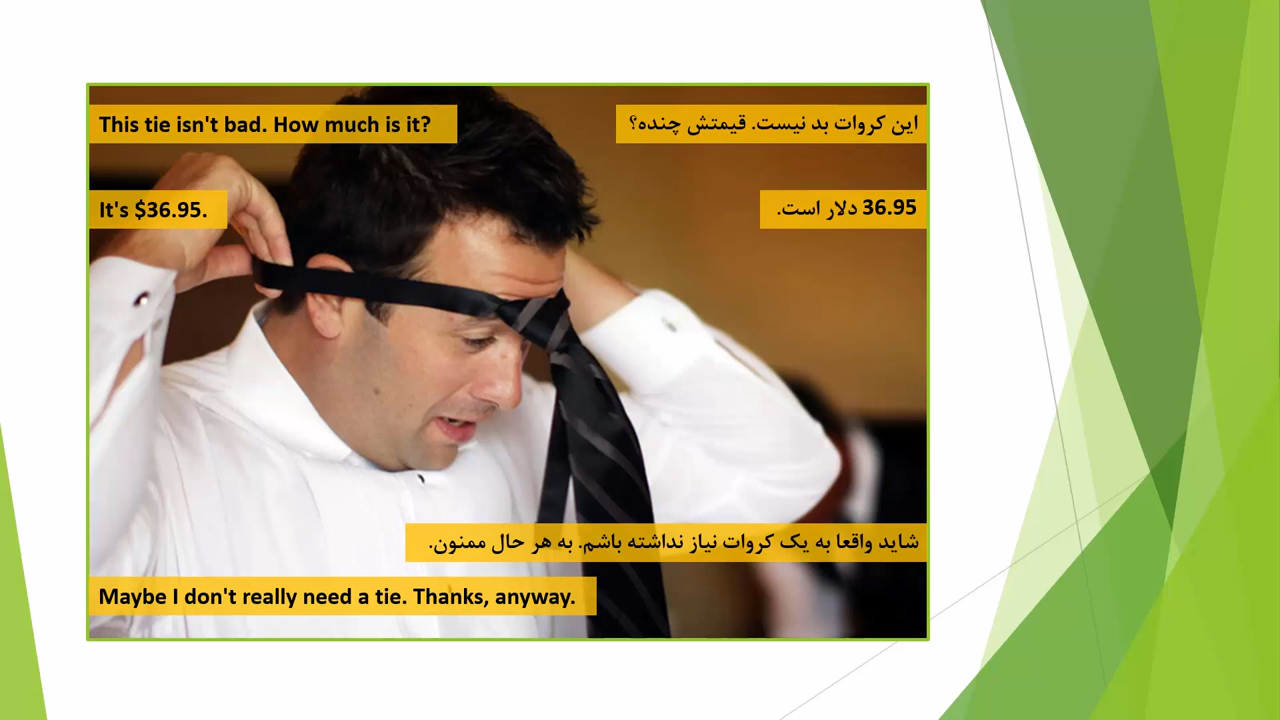 This tie isn't bad. How much is it?
این کروات بد نیست. قیمتش چنده؟
It's $36.95.
36.95 دلار است.
شاید واقعا به یک کروات نیاز نداشته باشم. به هر حال ممنون.
Maybe I don't really need a tie. Thanks, anyway.